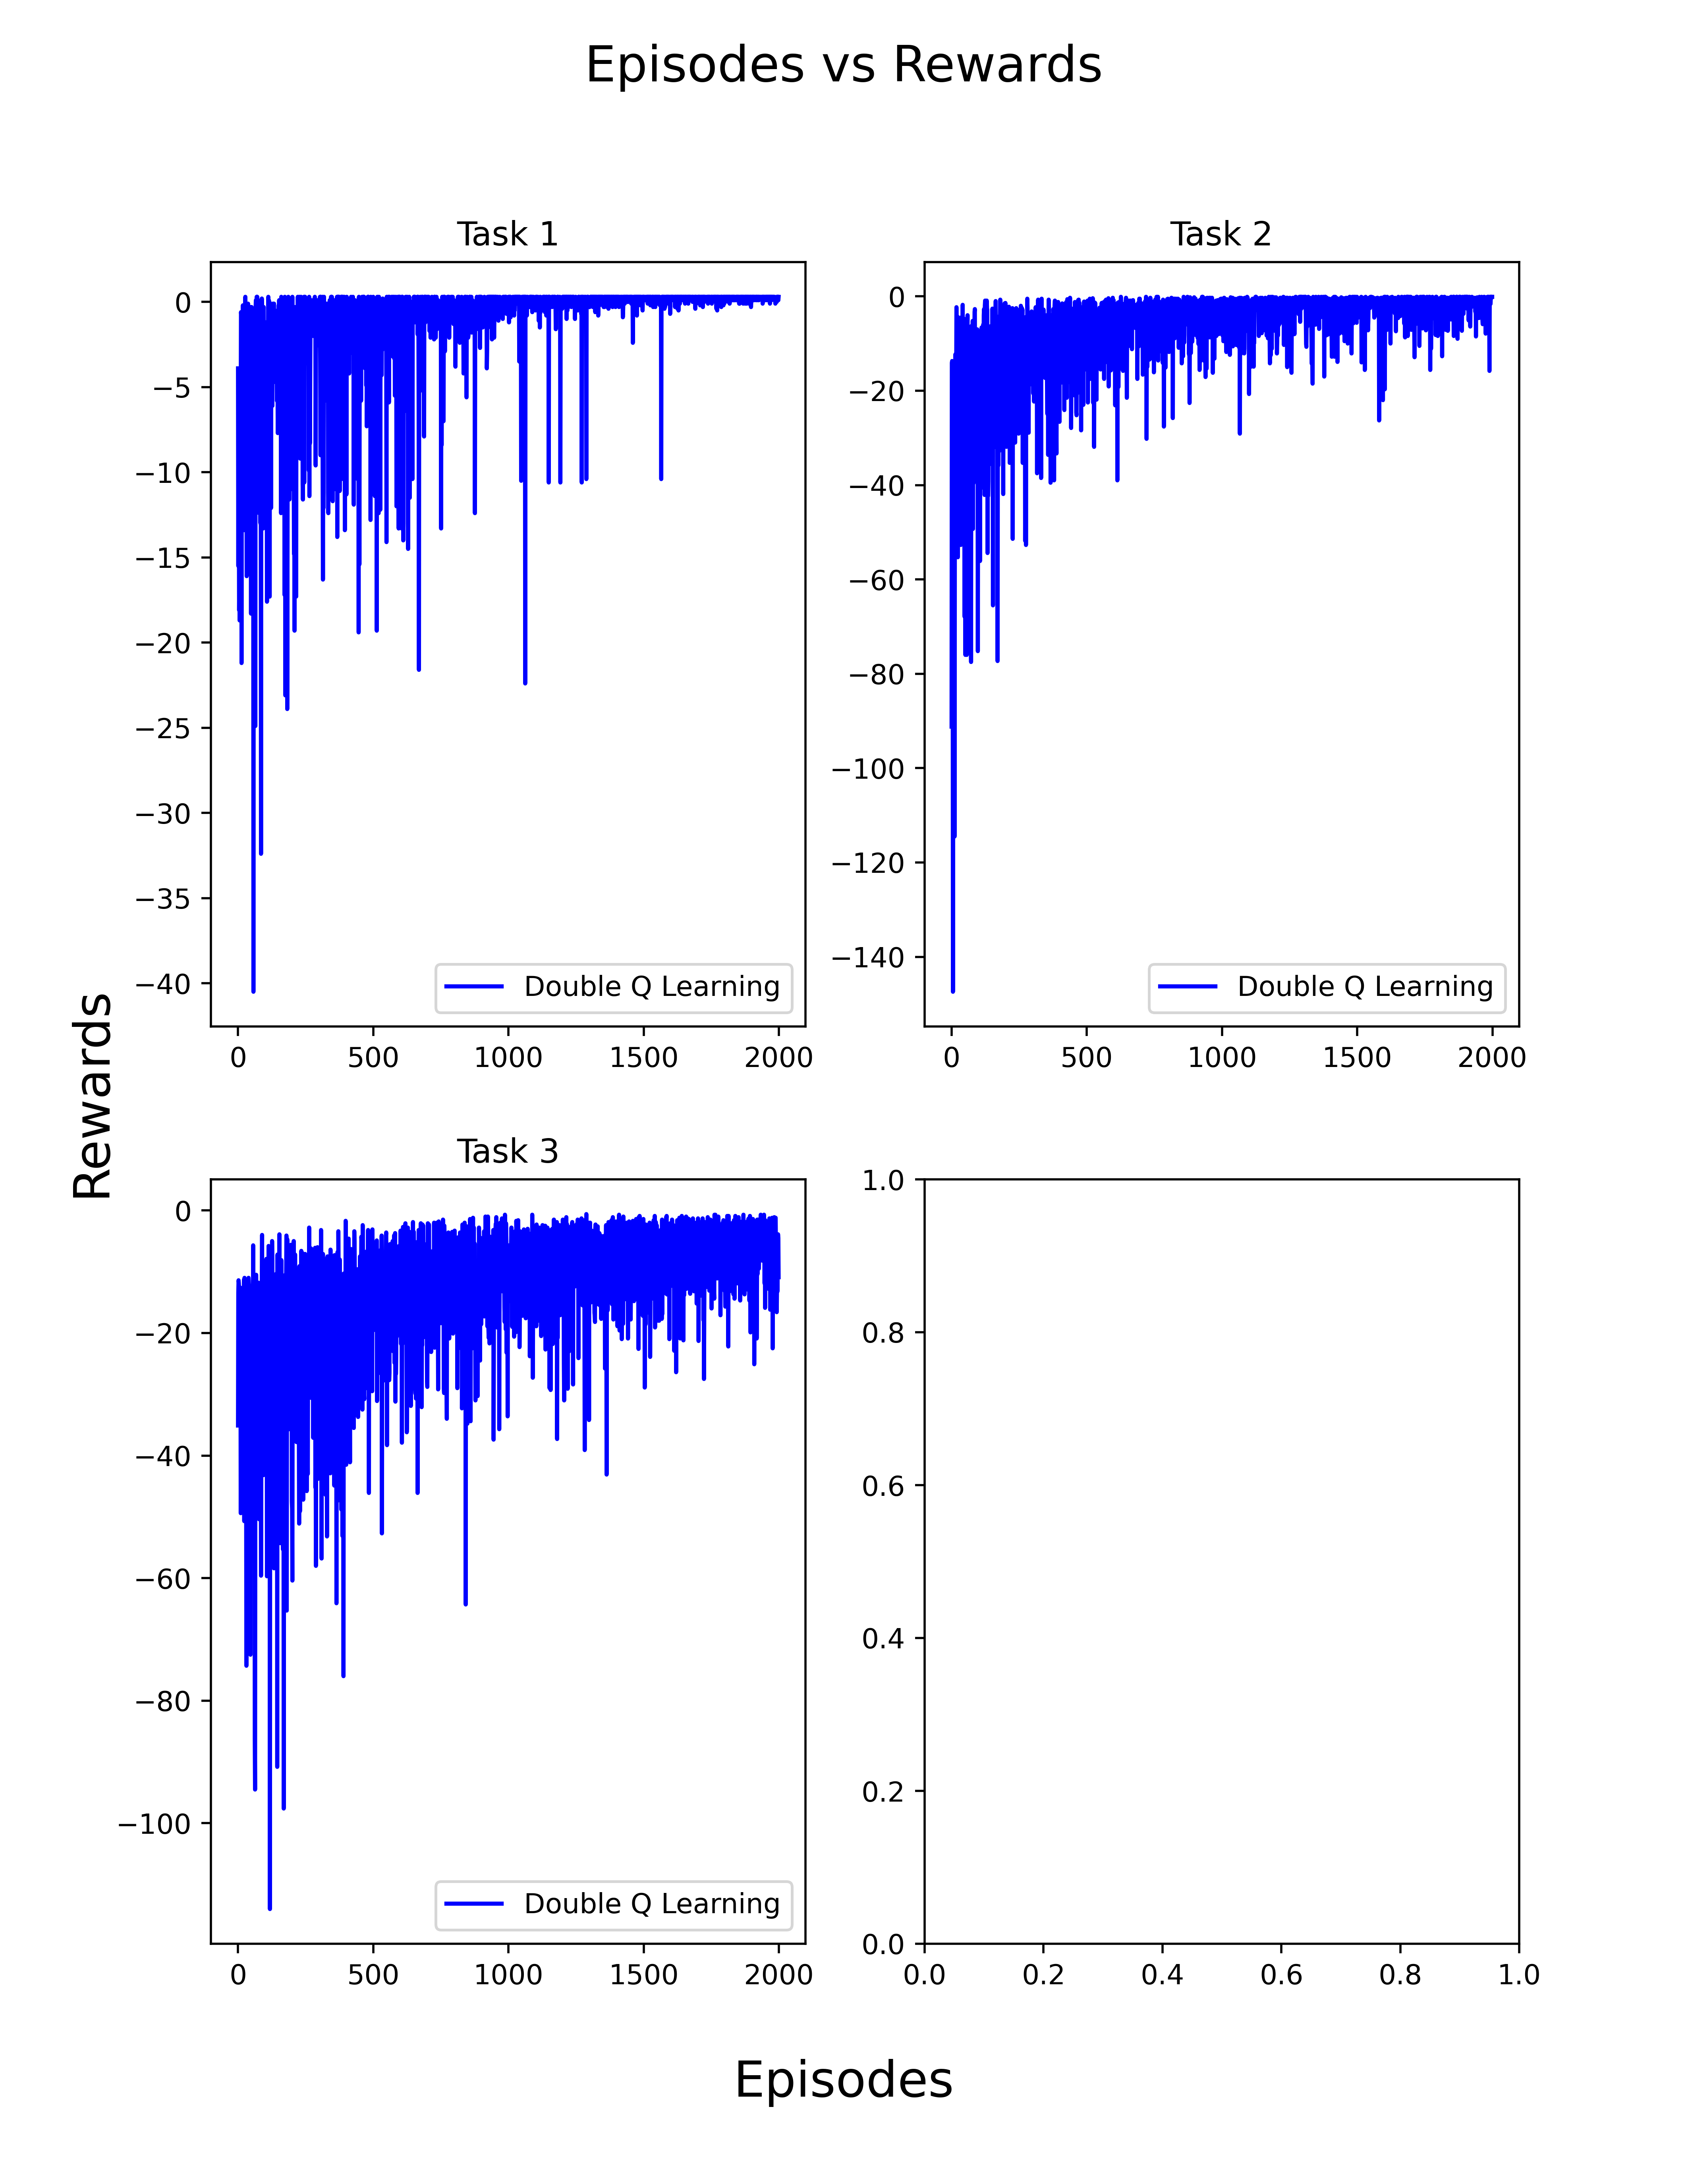 Episodes vs Rewards
Task 1
0
−5
−10
−15
−20
−25
−30
−35
−40
0 500 1000 1500 2000
Double Q Learning
Task 2
0
−20
−40
−60
−80
−100
−120
−140
0 500 1000 1500 2000
Double Q Learning
Rewards
Task 3
0
−20
−40
−60
−80
−100
0 500 1000 1500 2000
Double Q Learning
1.0
0.8
0.6
0.4
0.2
0.0
0.0 0.2 0.4 0.6 0.8 1.0
Episodes